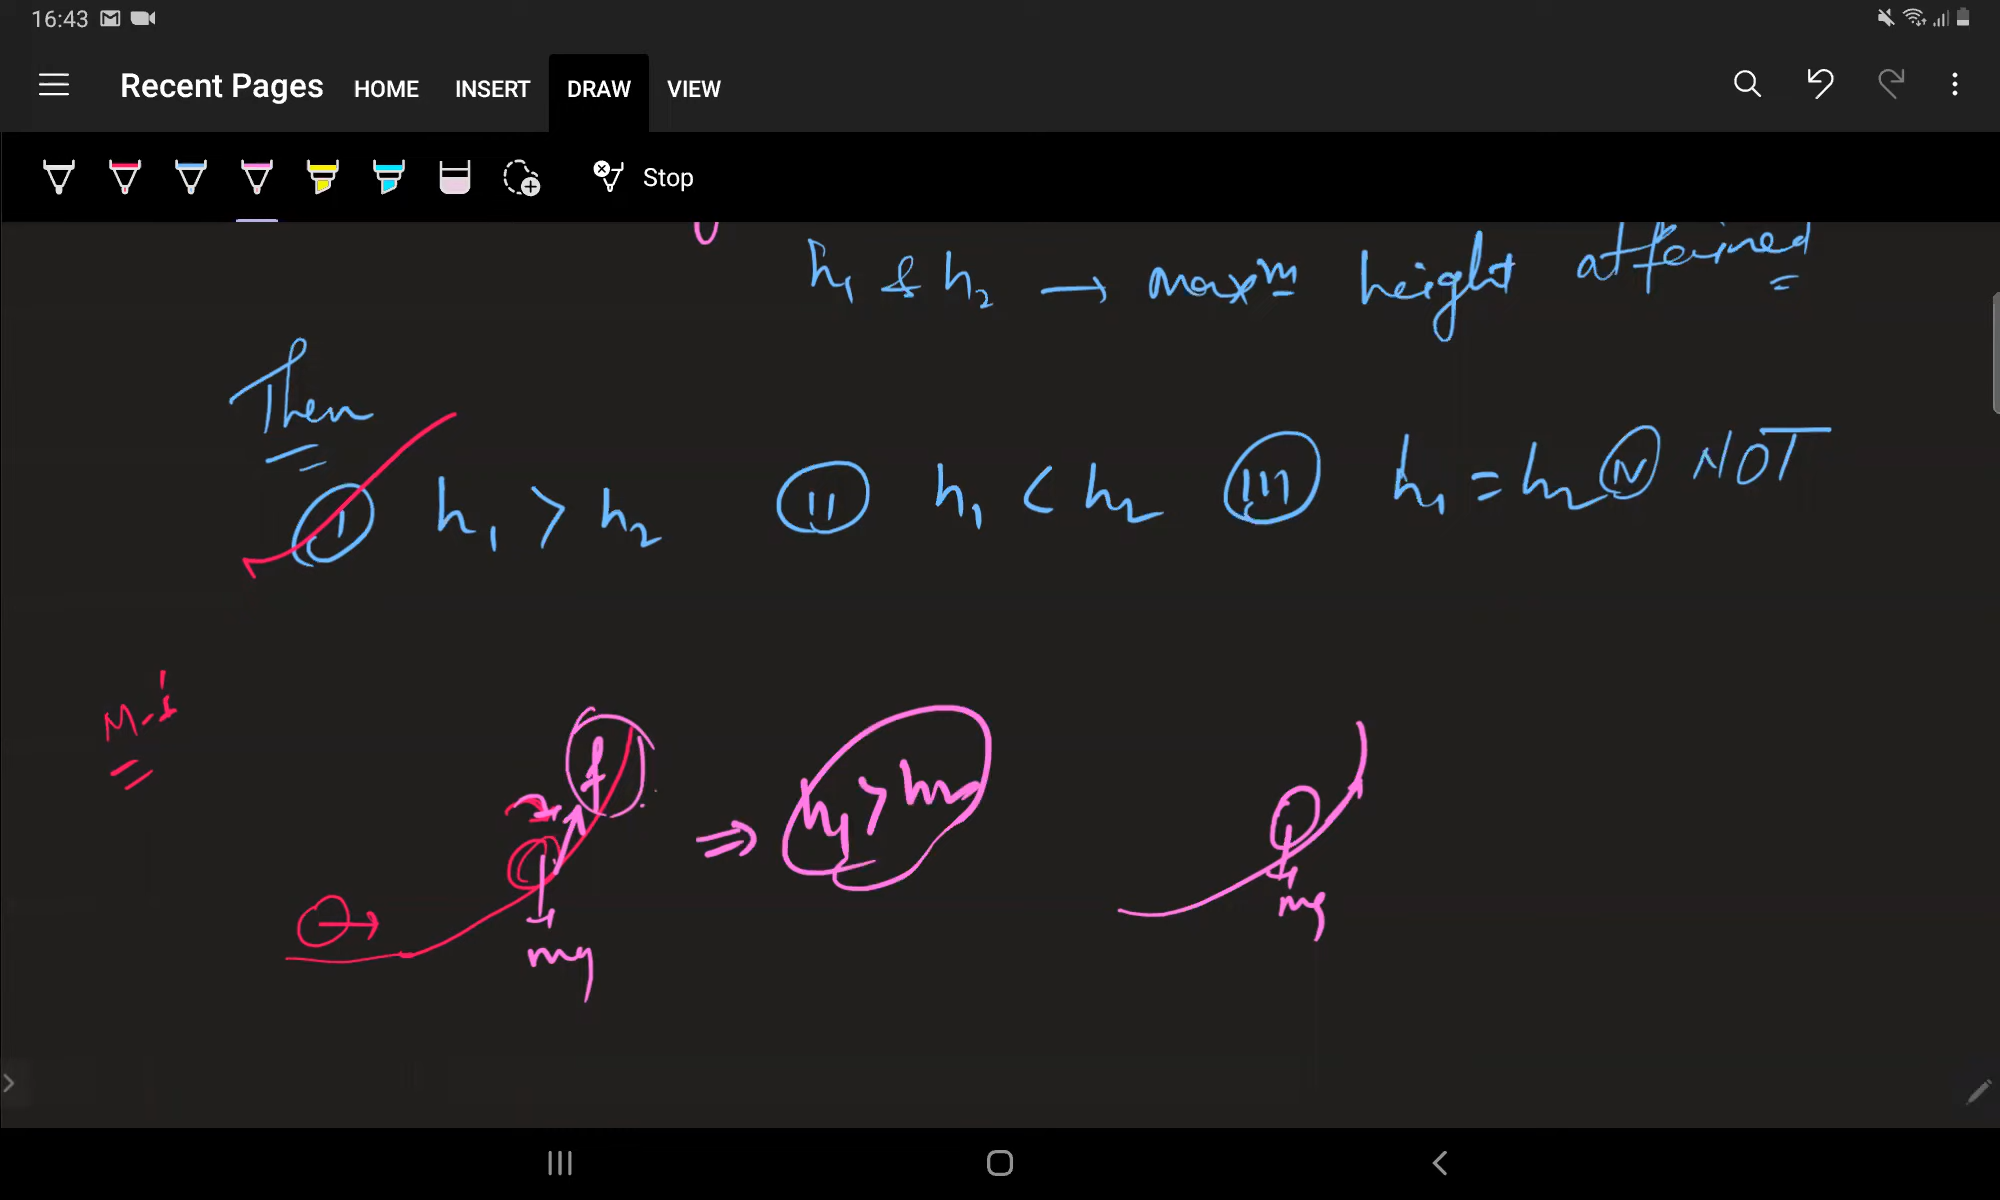 16:43
Recent Pages HOME INSERT DRAW VIEW
Stop
h1 & h2 → maxm height attained
Then
I h1 > h2 II h1 < h2 III h1 = h2 IV NOT
M-1
f
⇒ h1 > h2
mg
mg